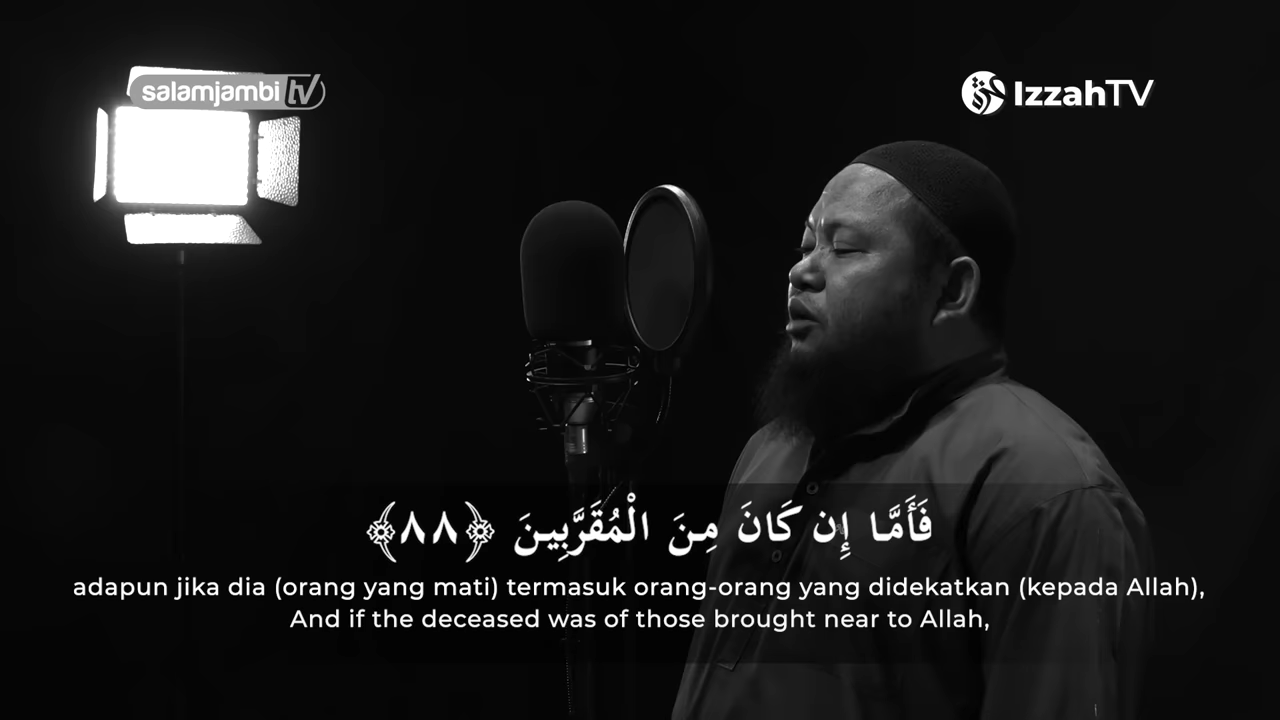 salamjambi tv
IzzahTV
فَأَمَّا إِن كَانَ مِنَ الْمُقَرَّبِينَ ﴿٨٨﴾
adapun jika dia (orang yang mati) termasuk orang-orang yang didekatkan (kepada Allah),
And if the deceased was of those brought near to Allah,